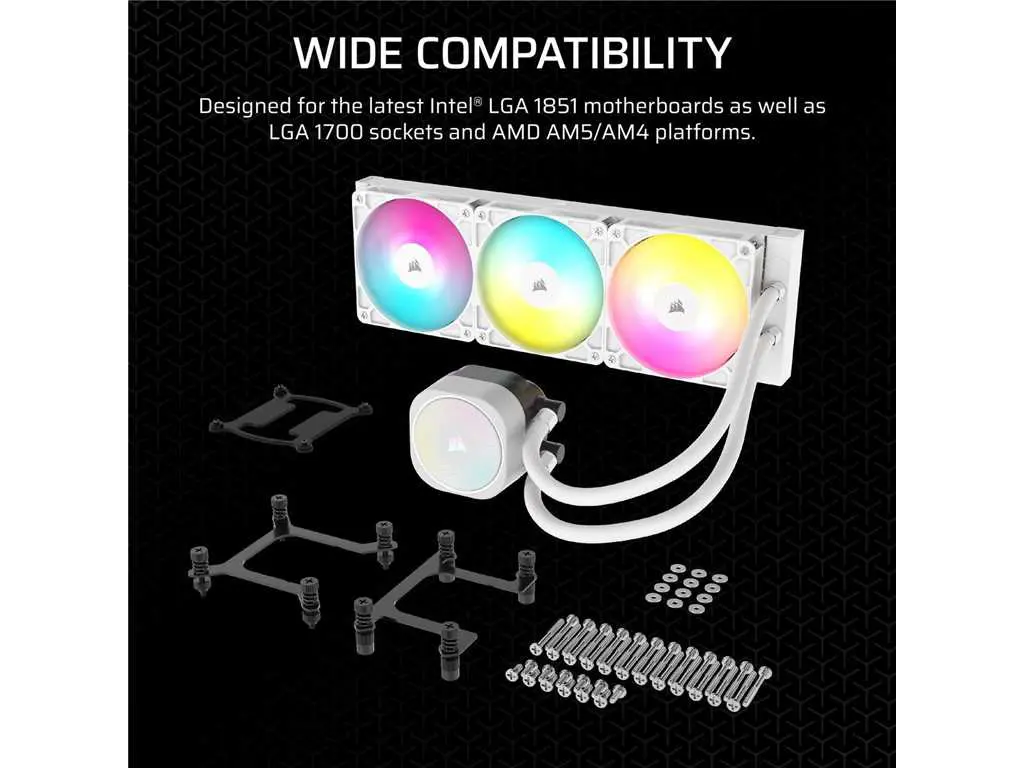 WIDE COMPATIBILITY
Designed for the latest Intel® LGA 1851 motherboards as well as
LGA 1700 sockets and AMD AM5/AM4 platforms.